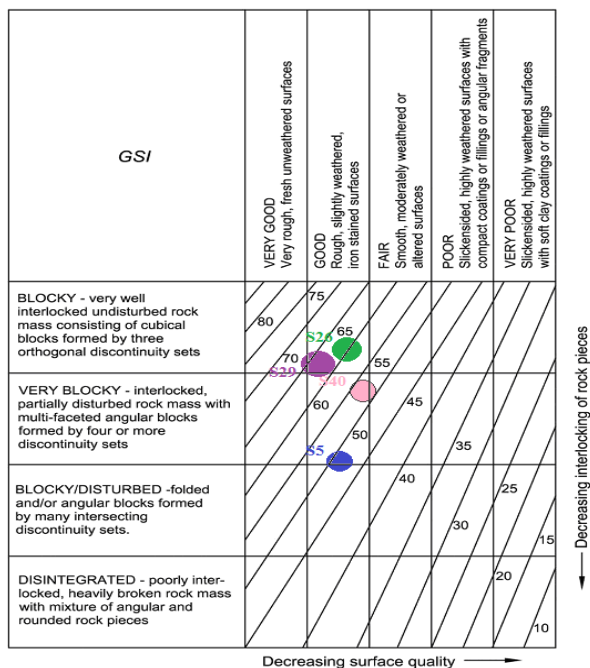 GSI
VERY GOOD
Very rough, fresh unweathered surfaces
GOOD
Rough, slightly weathered,
iron stained surfaces
FAIR
Smooth, moderately weathered or
altered surfaces
POOR
Slickensided, highly weathered surfaces with
compact coatings or fillings or angular fragments
VERY POOR
Slickensided, highly weathered surfaces
with soft clay coatings or fillings
BLOCKY - very well
interlocked undisturbed rock
mass consisting of cubical
blocks formed by three
orthogonal discontinuity sets
80
75
70
65
S26
S29
55
VERY BLOCKY - interlocked,
partially disturbed rock mass with
multi-faceted angular blocks
formed by four or more
discontinuity sets
S40
60
50
45
35
S5
BLOCKY/DISTURBED -folded
and/or angular blocks formed
by many intersecting
discontinuity sets.
40
30
25
15
DISINTEGRATED - poorly inter-
locked, heavily broken rock mass
with mixture of angular and
rounded rock pieces
20
10
Decreasing interlocking of rock pieces
Decreasing surface quality